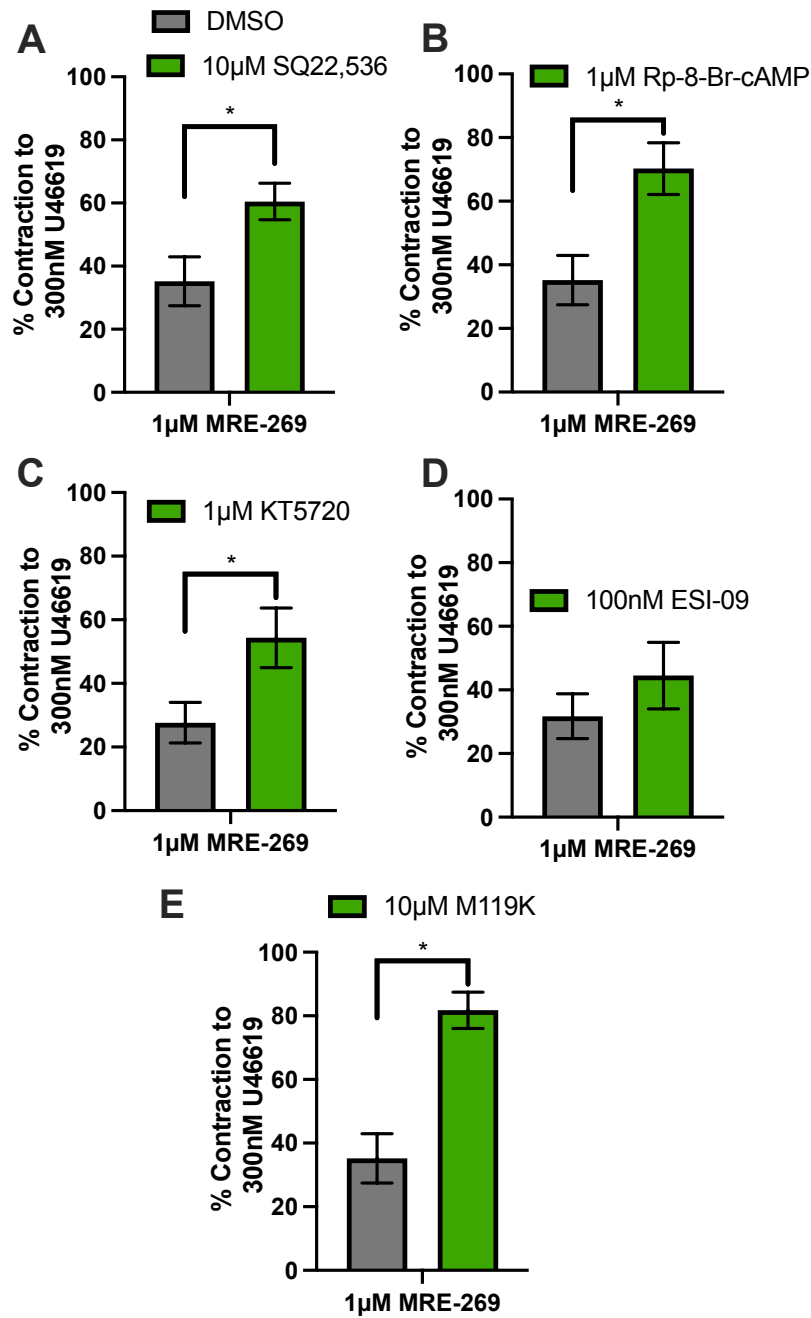 A
DMSO
10µM SQ22,536
% Contraction to
300nM U46619
100
80
60
40
20
0
*
1µM MRE-269
B
1µM Rp-8-Br-cAMP
% Contraction to
300nM U46619
100
80
60
40
20
0
*
1µM MRE-269
C
1µM KT5720
% Contraction to
300nM U46619
100
80
60
40
20
0
*
1µM MRE-269
D
100nM ESI-09
% Contraction to
300nM U46619
100
80
60
40
20
0
1µM MRE-269
E
10µM M119K
% Contraction to
300nM U46619
100
80
60
40
20
0
*
1µM MRE-269